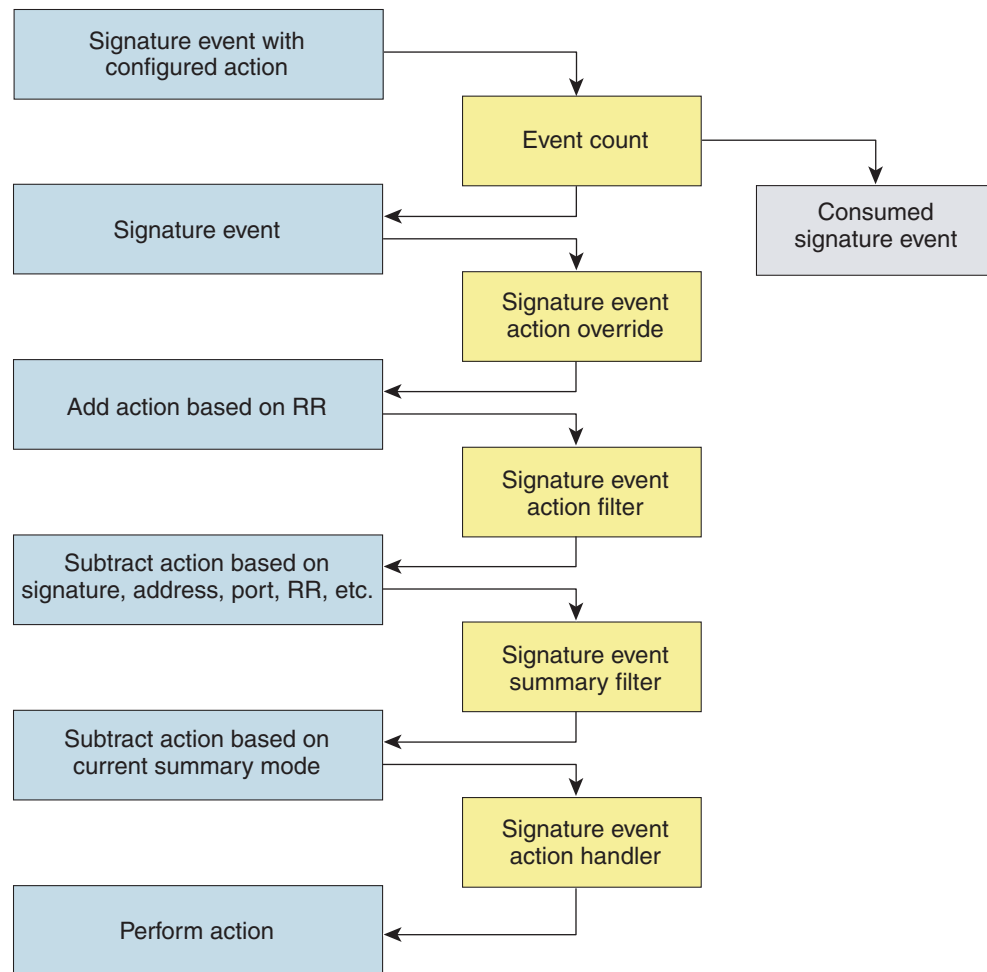 Signature event with
configured action
Event count
Consumed
signature event
Signature event
Signature event
action override
Add action based on RR
Signature event
action filter
Subtract action based on
signature, address, port, RR, etc.
Signature event
summary filter
Subtract action based on
current summary mode
Signature event
action handler
Perform action